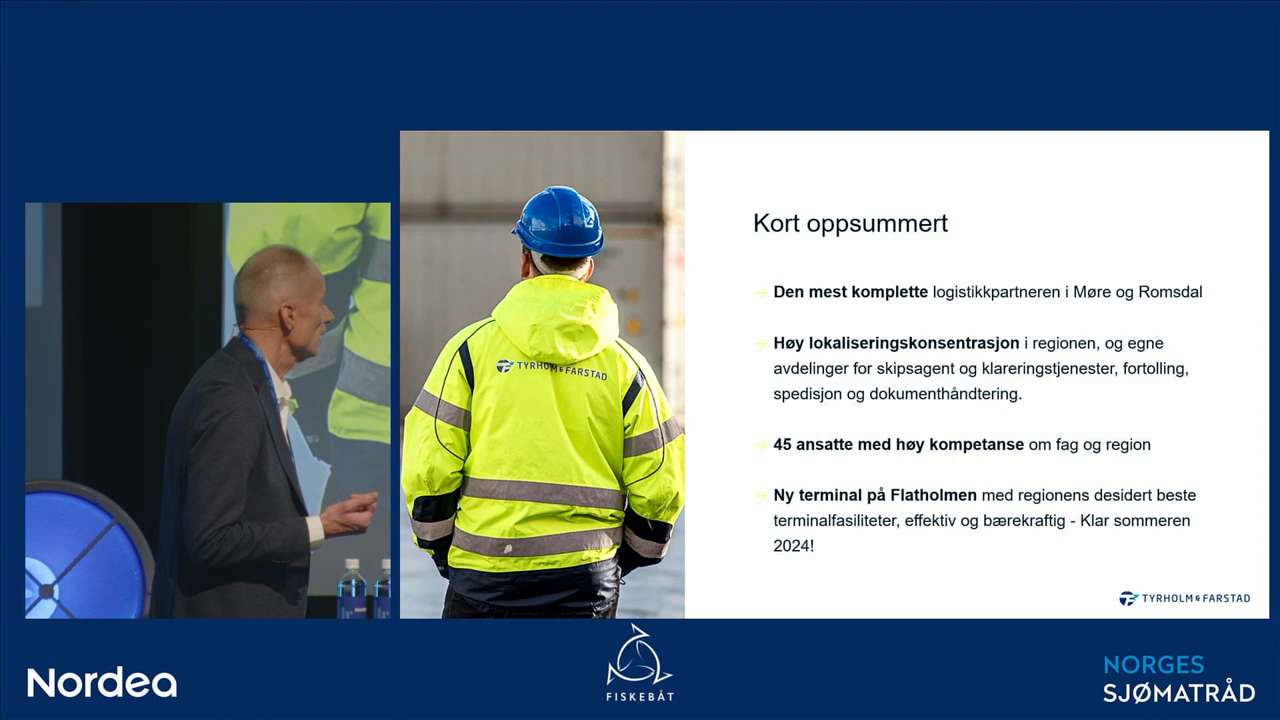 Kort oppsummert
Den mest komplette logistikkpartneren i Møre og Romsdal
Høy lokaliseringskonsentrasjon i regionen, og egne
avdelinger for skipsagent og klareringstjenester, fortolling,
spedisjon og dokumenthåndtering.
45 ansatte med høy kompetanse om fag og region
Ny terminal på Flatholmen med regionens desidert beste
terminalfasiliteter, effektiv og bærekraftig - Klar sommeren
2024!
TYRHOLM & FARSTAD
TYRHOLM & FARSTAD
Nordea
FISKEBÅT
NORGES
SJØMATRÅD